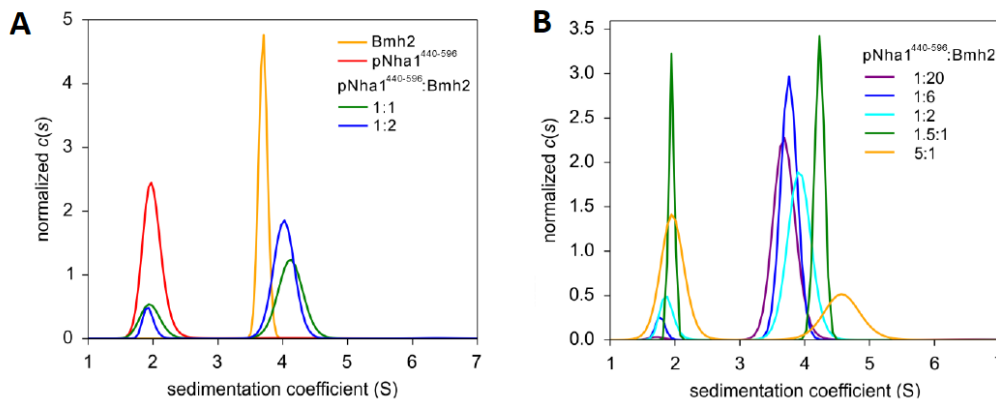 A
5
4
3
2
1
0
normalized c(s)
1 2 3 4 5 6 7
sedimentation coefficient (S)
Bmh2
pNha1⁴⁴⁰⁻⁵⁹⁶
pNha1⁴⁴⁰⁻⁵⁹⁶:Bmh2
1:1
1:2
B
3.5
3.0
2.5
2.0
1.5
1.0
0.5
0.0
normalized c(s)
1 2 3 4 5 6 7
sedimentation coefficient (S)
pNha1⁴⁴⁰⁻⁵⁹⁶:Bmh2
1:20
1:6
1:2
1.5:1
5:1